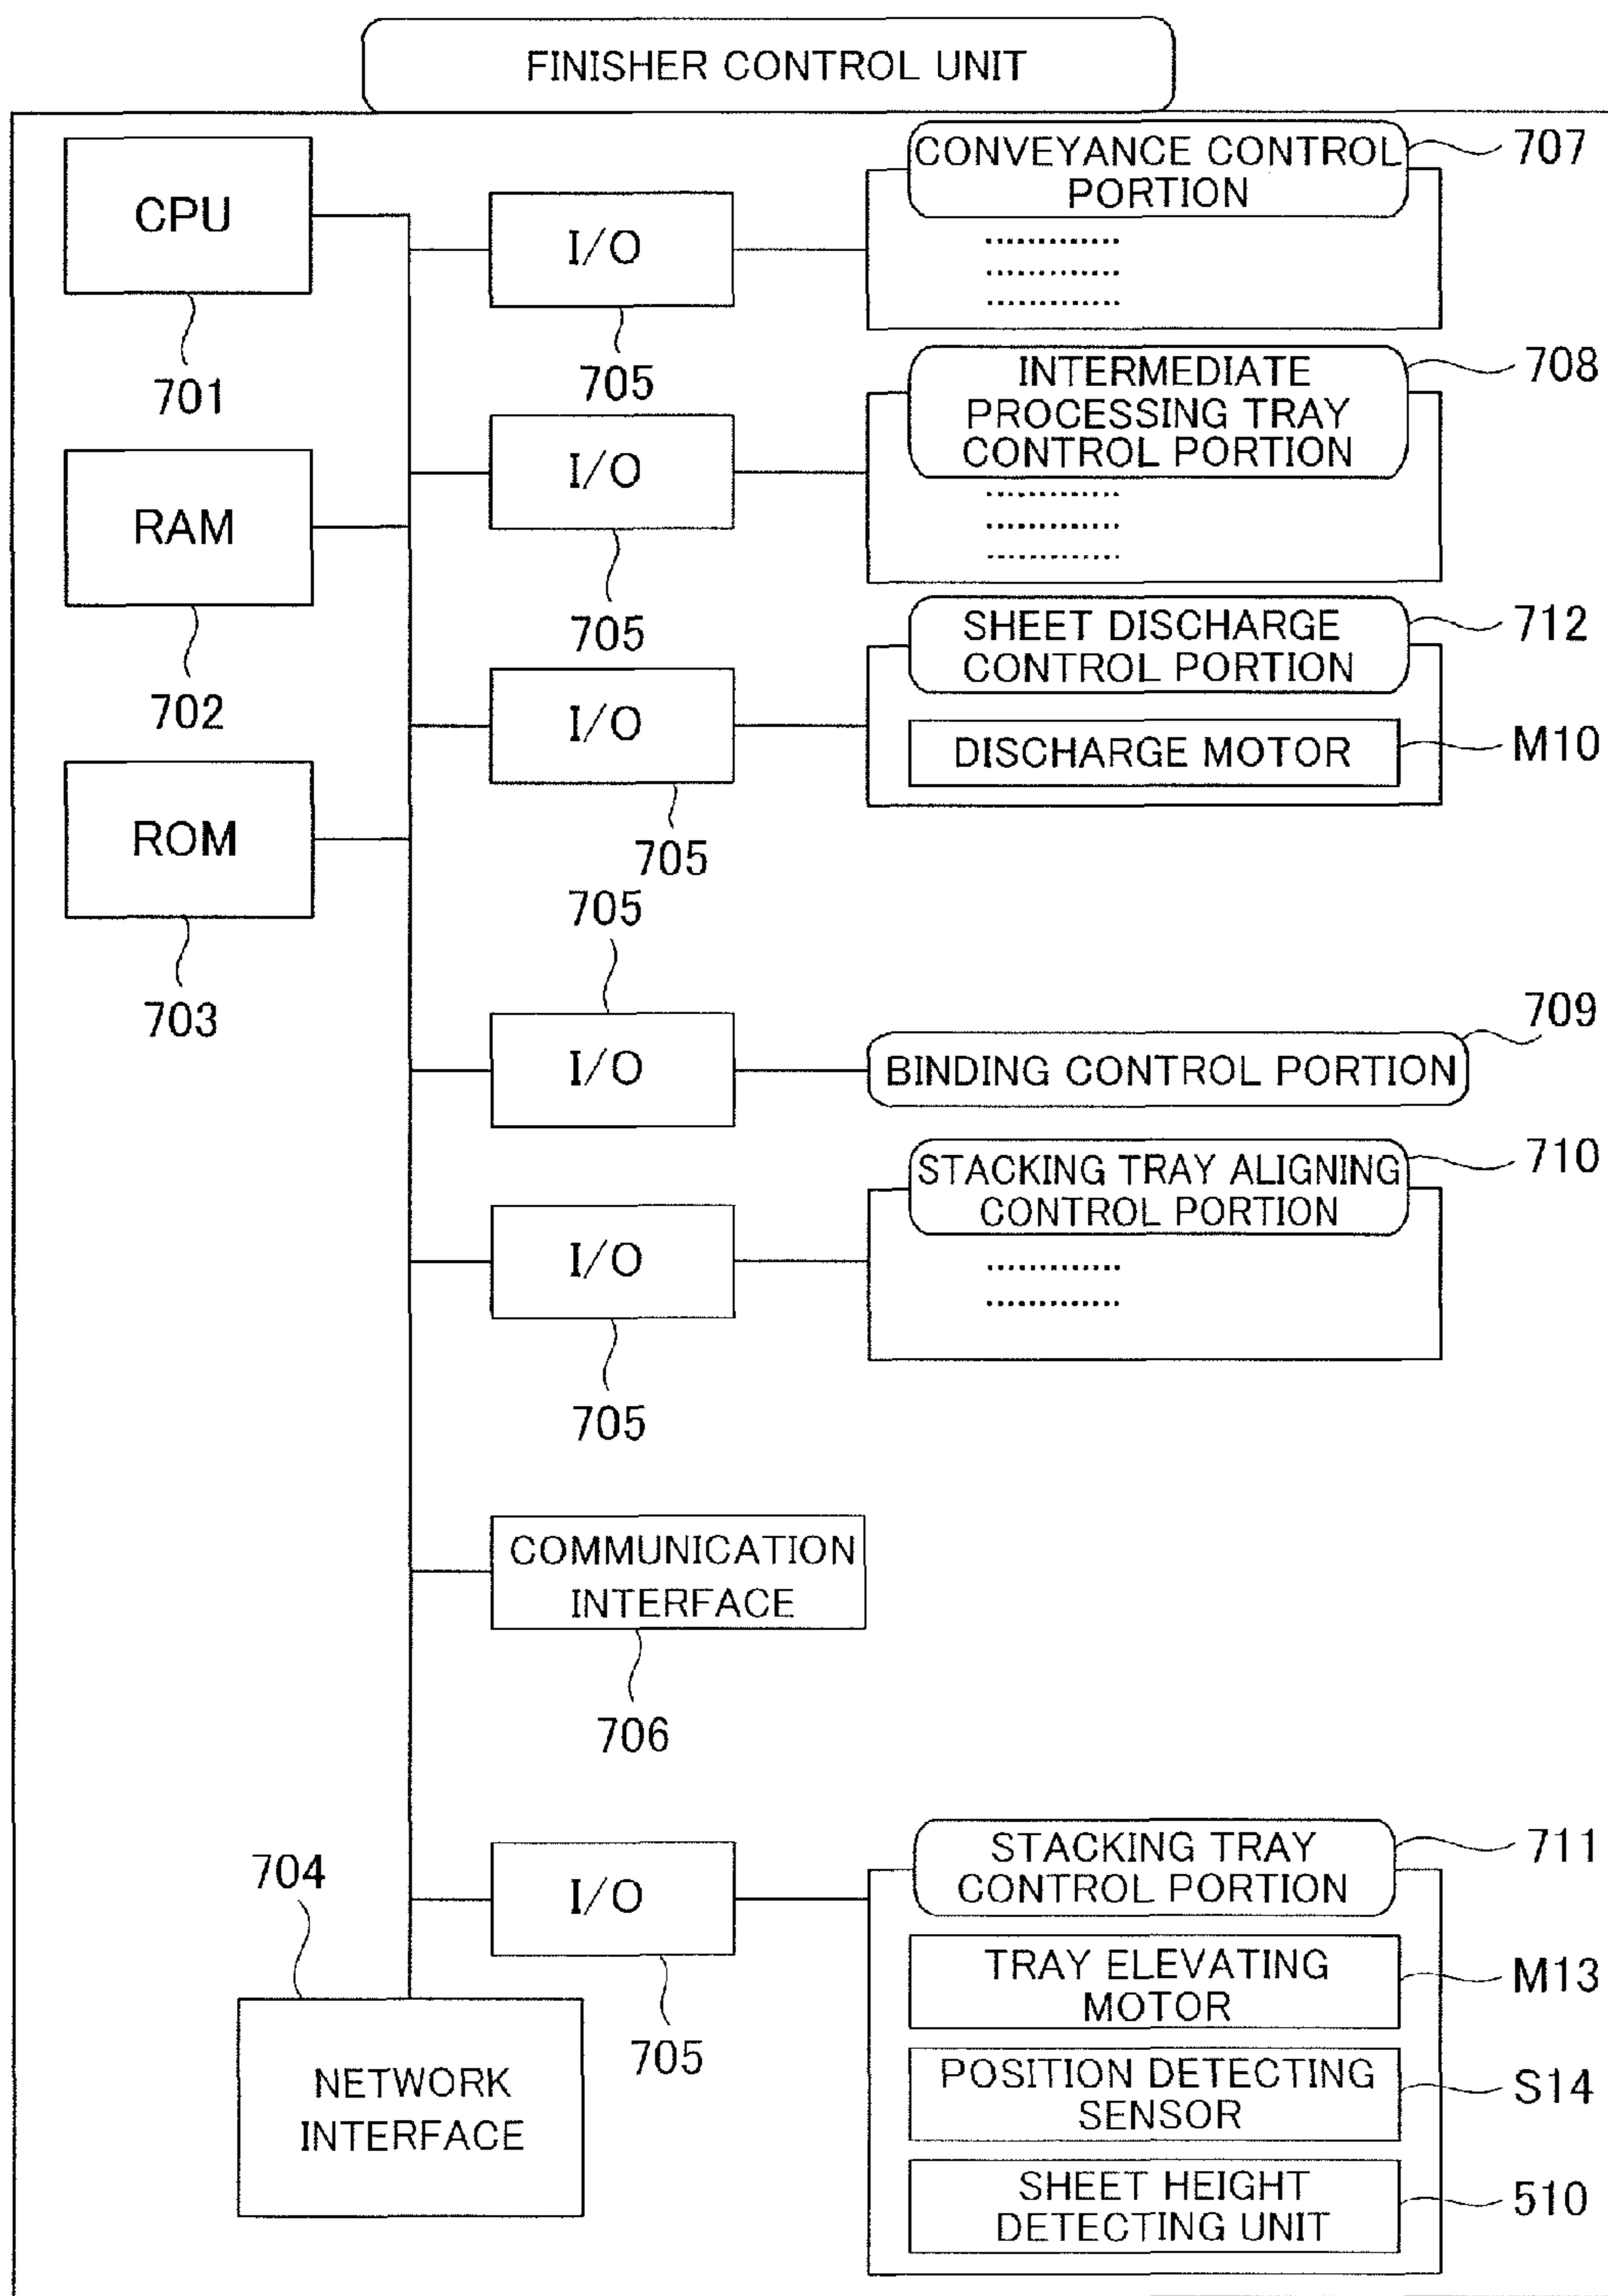 FINISHER CONTROL UNIT
CPU
701
RAM
702
ROM
703
I/O
705
CONVEYANCE CONTROL
PORTION
707
I/O
705
INTERMEDIATE
PROCESSING TRAY
CONTROL PORTION
708
I/O
705
SHEET DISCHARGE
CONTROL PORTION
712
DISCHARGE MOTOR
M10
705
I/O
BINDING CONTROL PORTION
709
I/O
705
STACKING TRAY ALIGNING
CONTROL PORTION
710
COMMUNICATION
INTERFACE
706
I/O
705
STACKING TRAY
CONTROL PORTION
711
TRAY ELEVATING
MOTOR
M13
POSITION DETECTING
SENSOR
S14
SHEET HEIGHT
DETECTING UNIT
510
704
NETWORK
INTERFACE